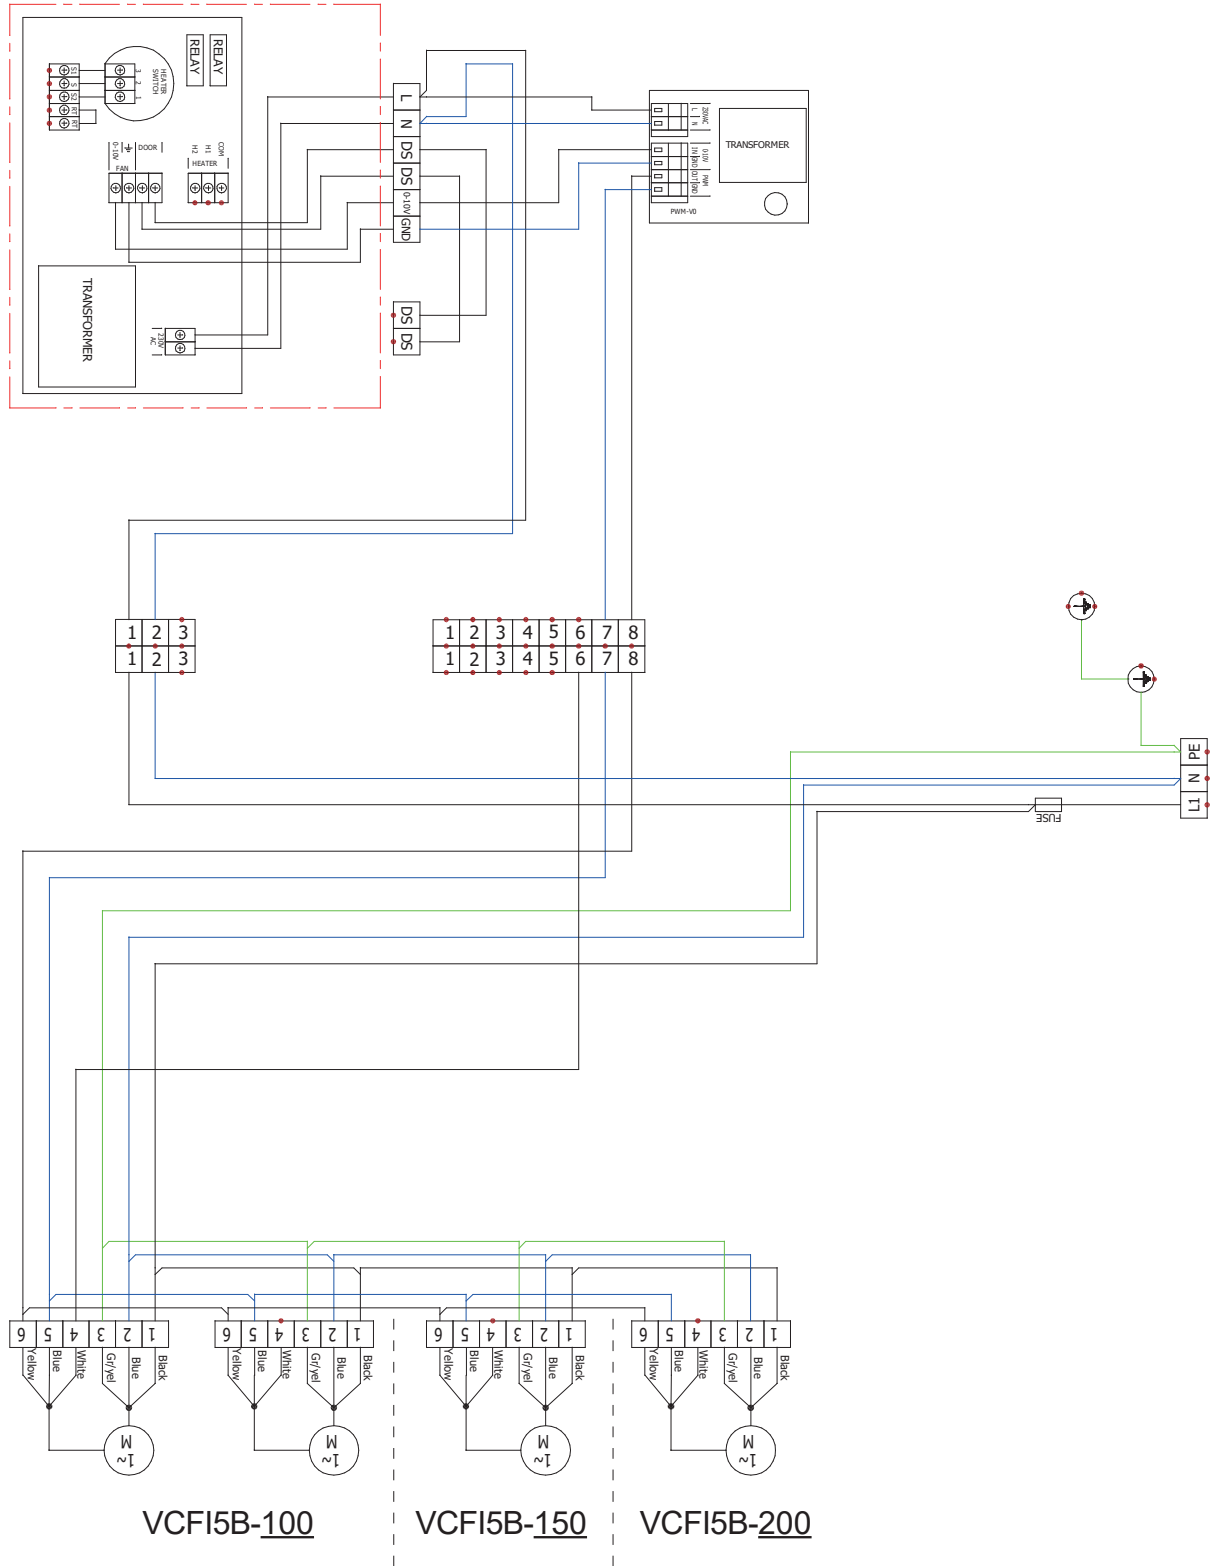 RELAY
RELAY
HEATER
SWITCH
3
2
1
S1
S
S2
RT
RT
0-10V
DOOR
FAN
H2
H1
COM
HEATER
TRANSFORMER
230V
AC
L
N
DS
DS
0-10V
GND
DS
DS
230VAC
L
N
0-10V
IN
GND
PWM
OUT
GND
TRANSFORMER
PWM-V0
1 2 3
1 2 3
1 2 3 4 5 6 7 8
1 2 3 4 5 6 7 8
PE
N
L1
FUSE
6 5 4 3 2 1
6 5 4 3 2 1
6 5 4 3 2 1
6 5 4 3 2 1
Yellow Blue White Gr/yel Blue Black
Yellow Blue White Gr/yel Blue Black
Yellow Blue White Gr/yel Blue Black
Yellow Blue White Gr/yel Blue Black
1~
M
1~
M
1~
M
1~
M
VCFI5B-100
VCFI5B-150
VCFI5B-200